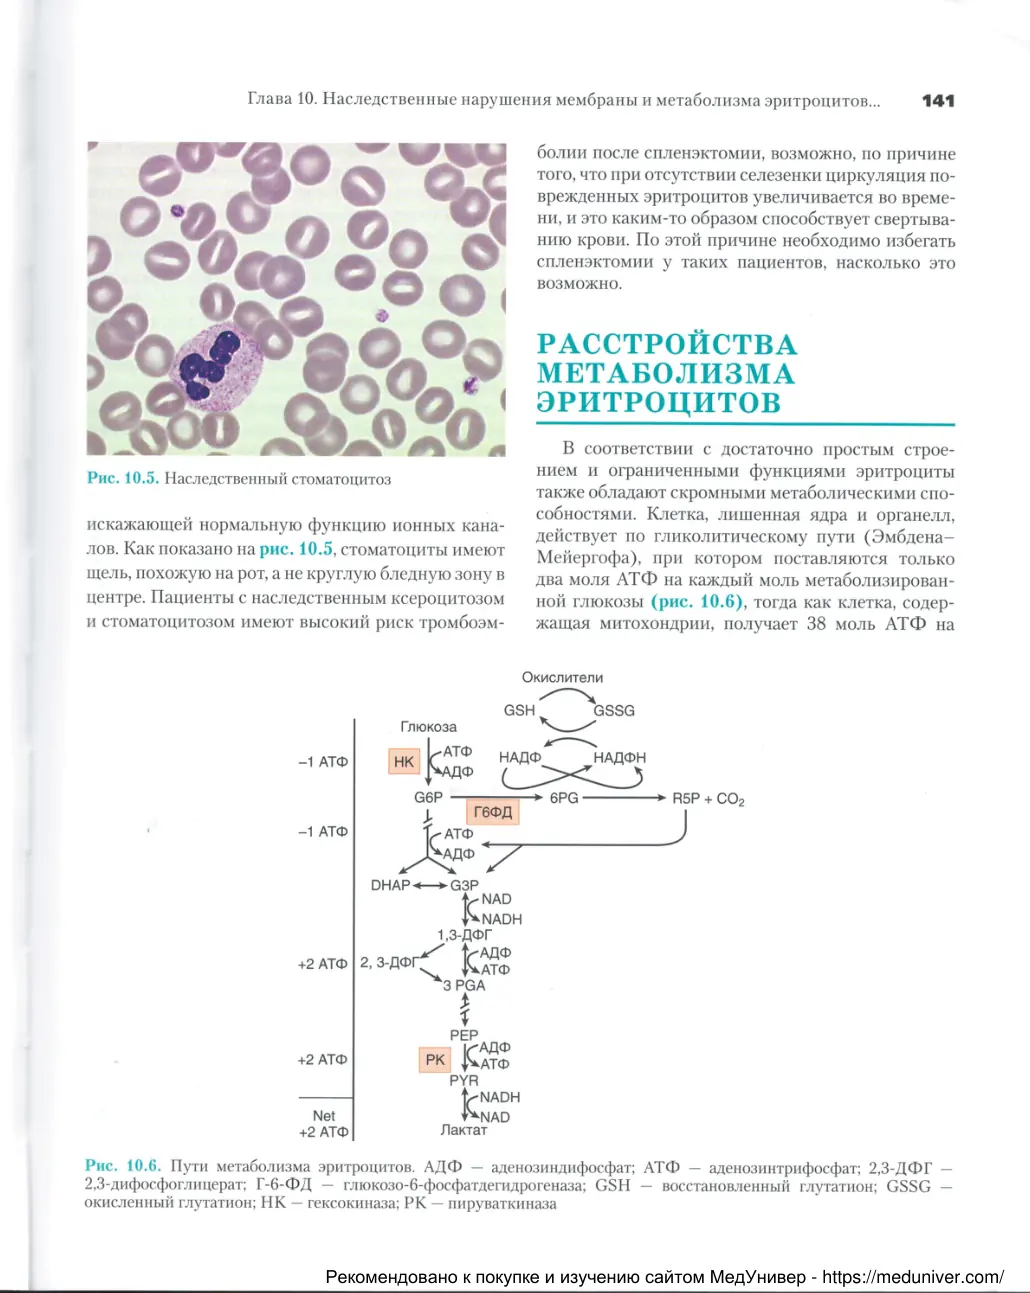 Глава 10. Наследственные нарушения мембраны и метаболизма эритроцитов... 141
Рис. 10.5. Наследственный стоматоцитоз
искажающей нормальную функцию ионных кана-
лов. Как показано на рис. 10.5, стоматоциты имеют
щель, похожую на рот, а не круглую бледную зону в
центре. Пациенты с наследственным ксероцитозом
и стоматоцитозом имеют высокий риск тромбоэм-
болии после спленэктомии, возможно, по причине
того, что при отсутствии селезенки циркуляция по-
врежденных эритроцитов увеличивается во време-
ни, и это каким-то образом способствует свертыва-
нию крови. По этой причине необходимо избегать
спленэктомии у таких пациентов, насколько это
возможно.
РАССТРОЙСТВА
МЕТАБОЛИЗМА
ЭРИТРОЦИТОВ
В соответствии с достаточно простым строе-
нием и ограниченными функциями эритроциты
также обладают скромными метаболическими спо-
собностями. Клетка, лишенная ядра и органелл,
действует по гликолитическому пути (Эмбдена–
Мейергофа), при котором поставляются только
два моля АТФ на каждый моль метаболизирован-
ной глюкозы (рис. 10.6), тогда как клетка, содер-
жащая митохондрии, получает 38 моль АТФ на
Окислители
GSH GSSG
Глюкоза
–1 АТФ НК АТФ НАДФ НАДФН
АДФ
G6P 6PG R5P + CO2
Г6ФД
–1 АТФ АТФ
АДФ
DHAP G3P
NAD
NADH
1,3-ДФГ
АДФ
+2 АТФ 2, 3-ДФГ АТФ
3 PGA
PEP
АДФ
+2 АТФ РК АТФ
PYR
NADH
Net NAD
+2 АТФ Лактат
Рис. 10.6. Пути метаболизма эритроцитов. АДФ — аденозиндифосфат; АТФ — аденозинтрифосфат; 2,3-ДФГ —
2,3-дифосфоглицерат; Г-6-ФД — глюкозо-6-фосфатдегидрогеназа; GSH — восстановленный глутатион; GSSG —
окисленный глутатион; НК — гексокиназа; РК — пируваткиназа
Рекомендовано к покупке и изучению сайтом МедУнивер - https://meduniver.com/